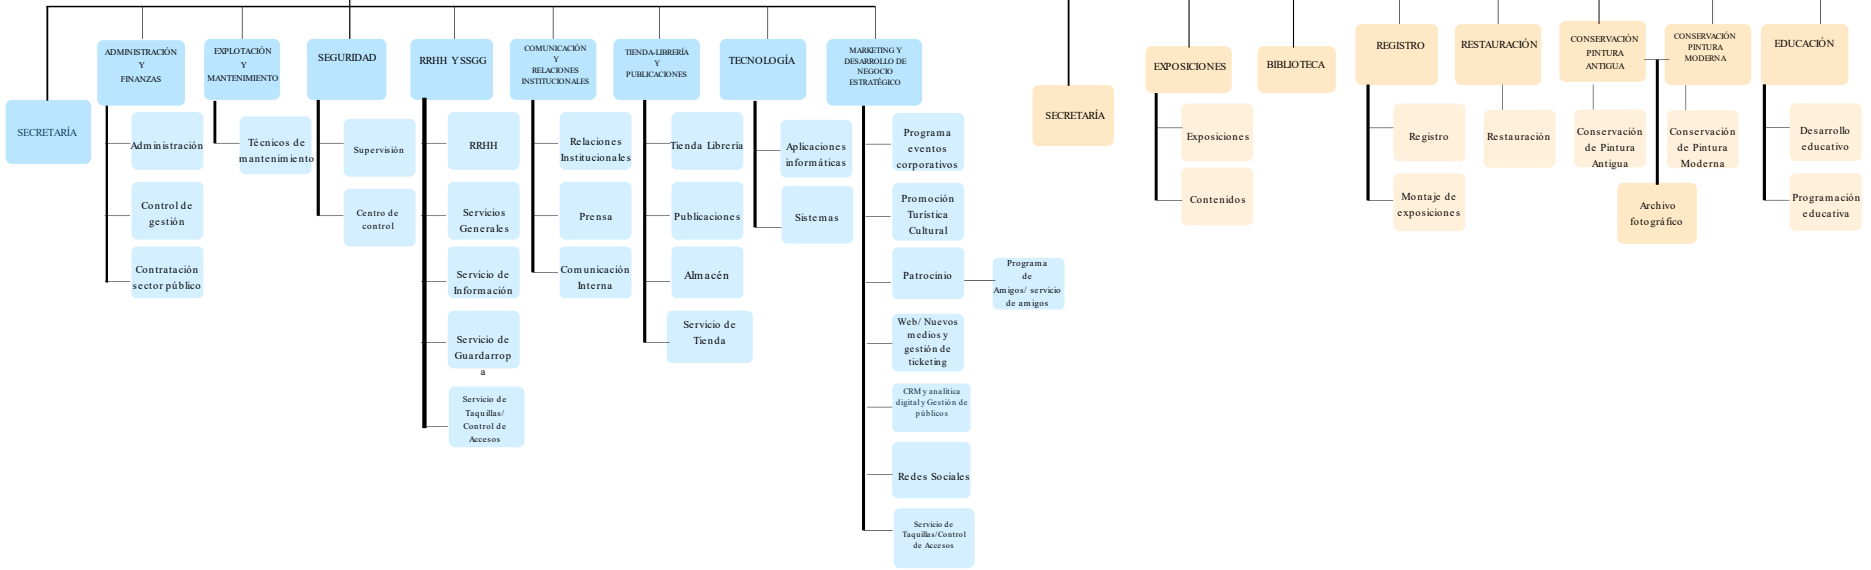 SECRETARÍA
ADMINISTRACIÓN
Y
FINANZAS
Administración
Control de
gestión
Contratación
sector público
EXPLOTACIÓN
Y
MANTENIMIENTO
Técnicos de
mantenimiento
SEGURIDAD
Supervisión
Centro de
control
RRHH Y SSGG
RRHH
Servicios
Generales
Servicio de
Información
Servicio de
Guardarrop
a
Servicio de
Taquillas/
Control de
Accesos
COMUNICACIÓN
Y
RELACIONES
INSTITUCIONALES
Relaciones
Institucionales
Prensa
Comunicación
Interna
TIENDA-LIBRERÍA
Y
PUBLICACIONES
Tienda Librería
Publicaciones
Almacén
Servicio de
Tienda
TECNOLOGÍA
Aplicaciones
informáticas
Sistemas
MARKETING Y
DESARROLLO DE
NEGOCIO
ESTRATÉGICO
Programa
eventos
corporativos
Promoción
Turística
Cultural
Patrocinio
Programa
de
Amigos/ servicio
de amigos
Web/ Nuevos
medios y
gestión de
ticketing
CRM y analítica
digital y Gestión de
públicos
Redes Sociales
Servicio de
Taquillas/Control
de Accesos
SECRETARÍA
EXPOSICIONES
Exposiciones
Contenidos
BIBLIOTECA
REGISTRO
Registro
Montaje de
exposiciones
RESTAURACIÓN
Restauración
CONSERVACIÓN
PINTURA
ANTIGUA
Conservación
de Pintura
Antigua
CONSERVACIÓN
PINTURA
MODERNA
Conservación
de Pintura
Moderna
Archivo
fotográfico
EDUCACIÓN
Desarrollo
educativo
Programación
educativa